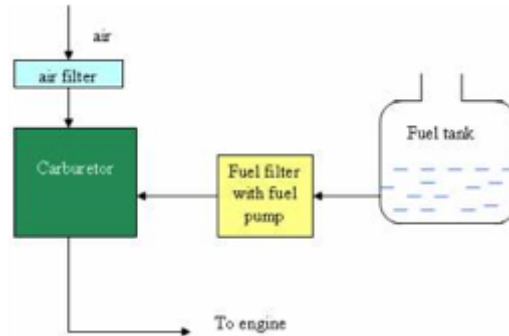 air
air filter
Carburetor
Fuel filter
with fuel
pump
Fuel tank
To engine